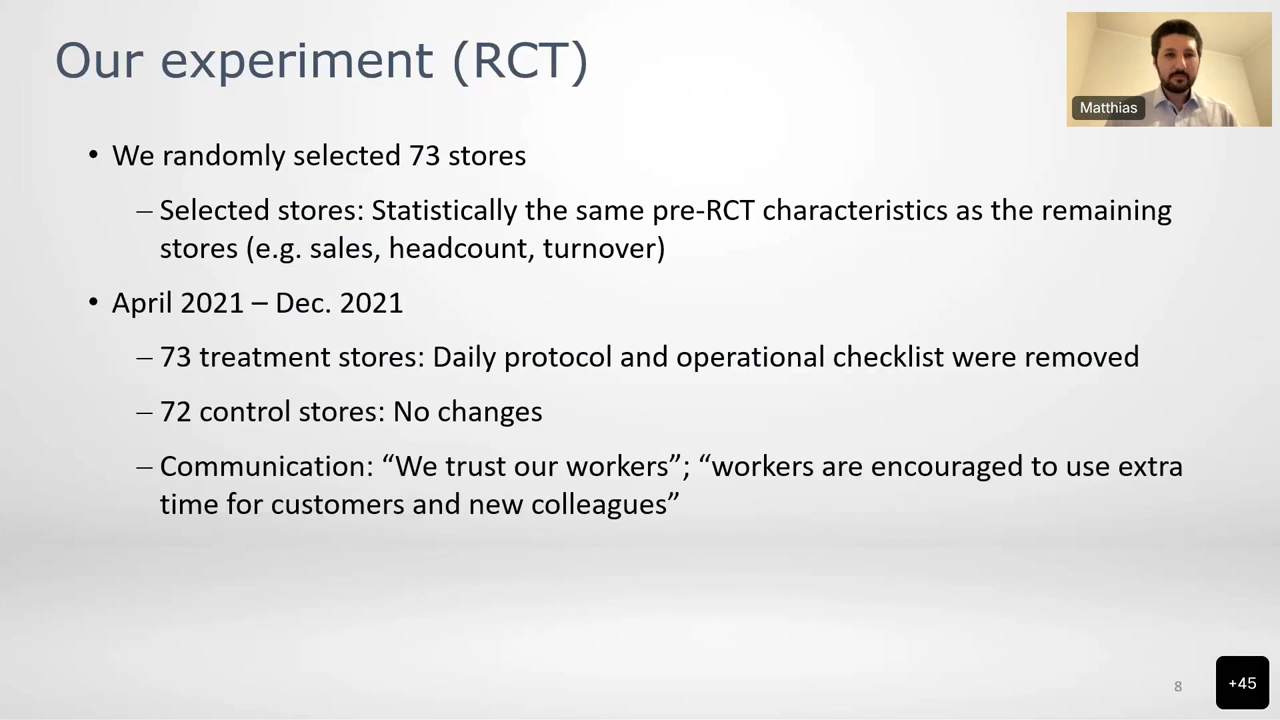 Our experiment (RCT)
Matthias
• We randomly selected 73 stores
– Selected stores: Statistically the same pre-RCT characteristics as the remaining
stores (e.g. sales, headcount, turnover)
• April 2021 – Dec. 2021
– 73 treatment stores: Daily protocol and operational checklist were removed
– 72 control stores: No changes
– Communication: “We trust our workers”; “workers are encouraged to use extra
time for customers and new colleagues”
8
+45